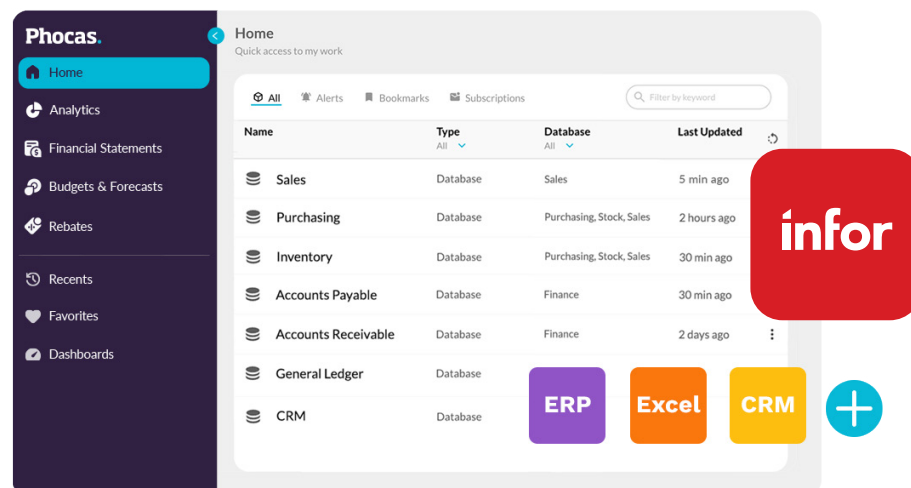 Phocas.
Home
Analytics
Financial Statements
Budgets & Forecasts
Rebates
Recents
Favorites
Dashboards
Home
Quick access to my work
All Alerts Bookmarks Subscriptions Filter by keyword
Name Type Database Last Updated
All All
Sales Database Sales 5 min ago
Purchasing Database Purchasing, Stock, Sales 2 hours ago
Inventory Database Purchasing, Stock, Sales 30 min ago
Accounts Payable Database Finance 30 min ago
Accounts Receivable Database Finance 2 days ago
General Ledger Database
CRM Database
infor
ERP Excel CRM